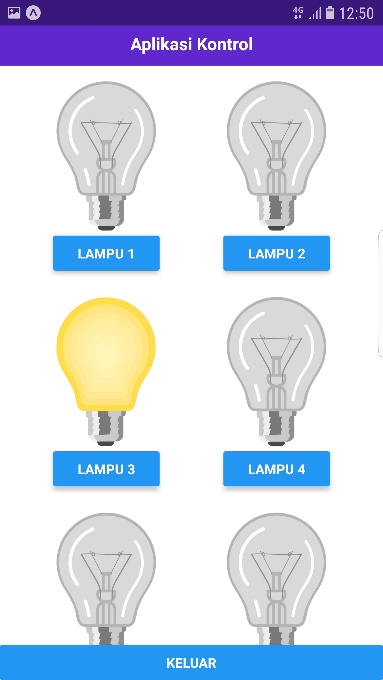 4G 12:50
Aplikasi Kontrol
LAMPU 1 LAMPU 2
LAMPU 3 LAMPU 4
KELUAR